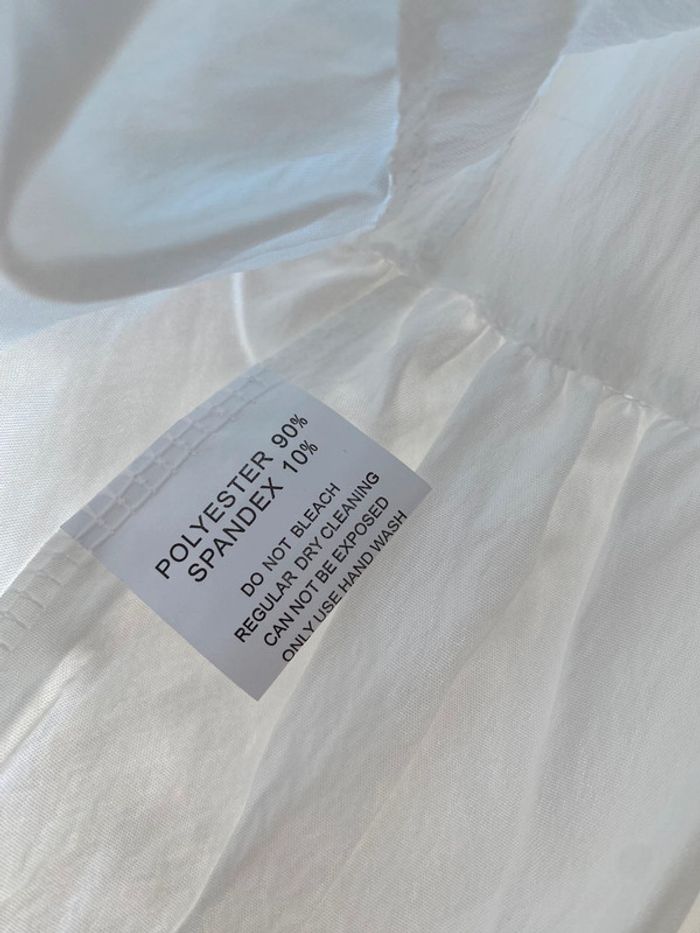 POLYESTER 90%
SPANDEX 10%
DO NOT BLEACH
REGULAR DRY CLEANING
CAN NOT BE EXPOSED
ONLY USE HAND WASH